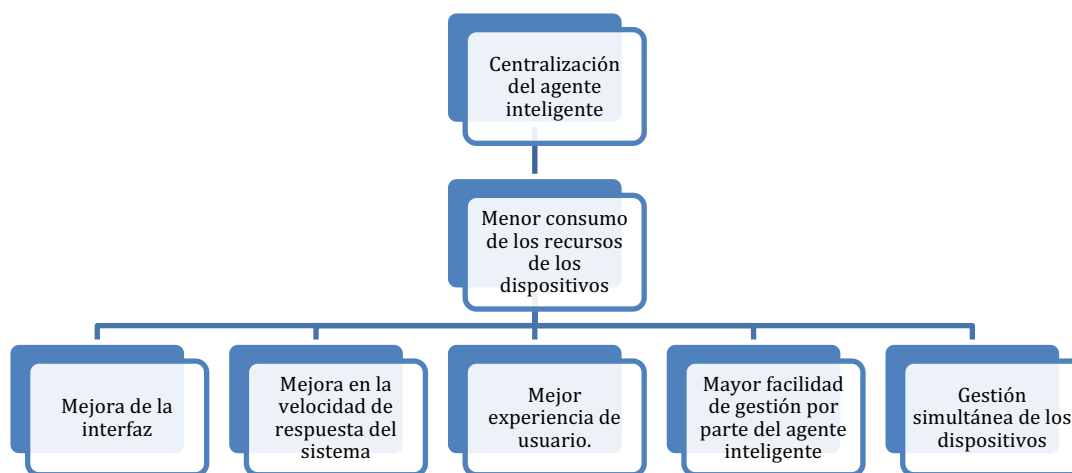 Centralización
del agente
inteligente
Menor consumo
de los recursos
de los
dispositivos
Mejora de la
interfaz
Mejora en la
velocidad de
respuesta del
sistema
Mejor
experiencia de
usuario.
Mayor facilidad
de gestión por
parte del agente
inteligente
Gestión
simultánea de los
dispositivos